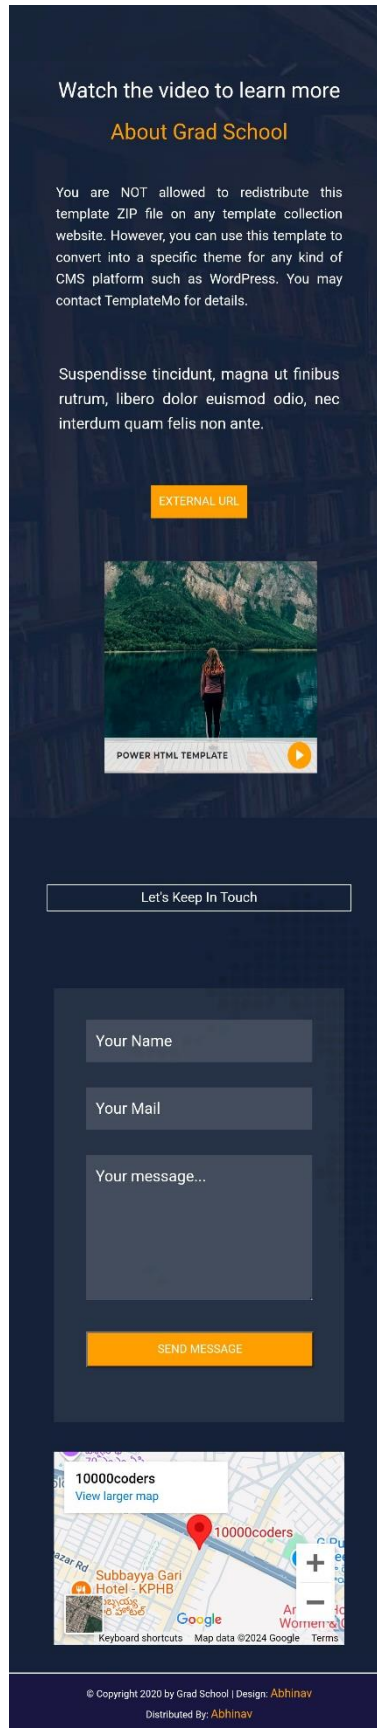 Watch the video to learn more
About Grad School
You are NOT allowed to redistribute this
template ZIP file on any template collection
website. However, you can use this template to
convert into a specific theme for any kind of
CMS platform such as WordPress. You may
contact TemplateMo for details.
Suspendisse tincidunt, magna ut finibus
rutrum, libero dolor euismod odio, nec
interdum quam felis non ante.
EXTERNAL URL
POWER HTML TEMPLATE
Let's Keep In Touch
Your Name
Your Mail
Your message...
SEND MESSAGE
10000coders
View larger map
10000coders
Subbayya Gari
Hotel - KPHB
Google
Keyboard shortcuts Map data ©2024 Google Terms
© Copyright 2020 by Grad School | Design: Abhinav
Distributed By: Abhinav